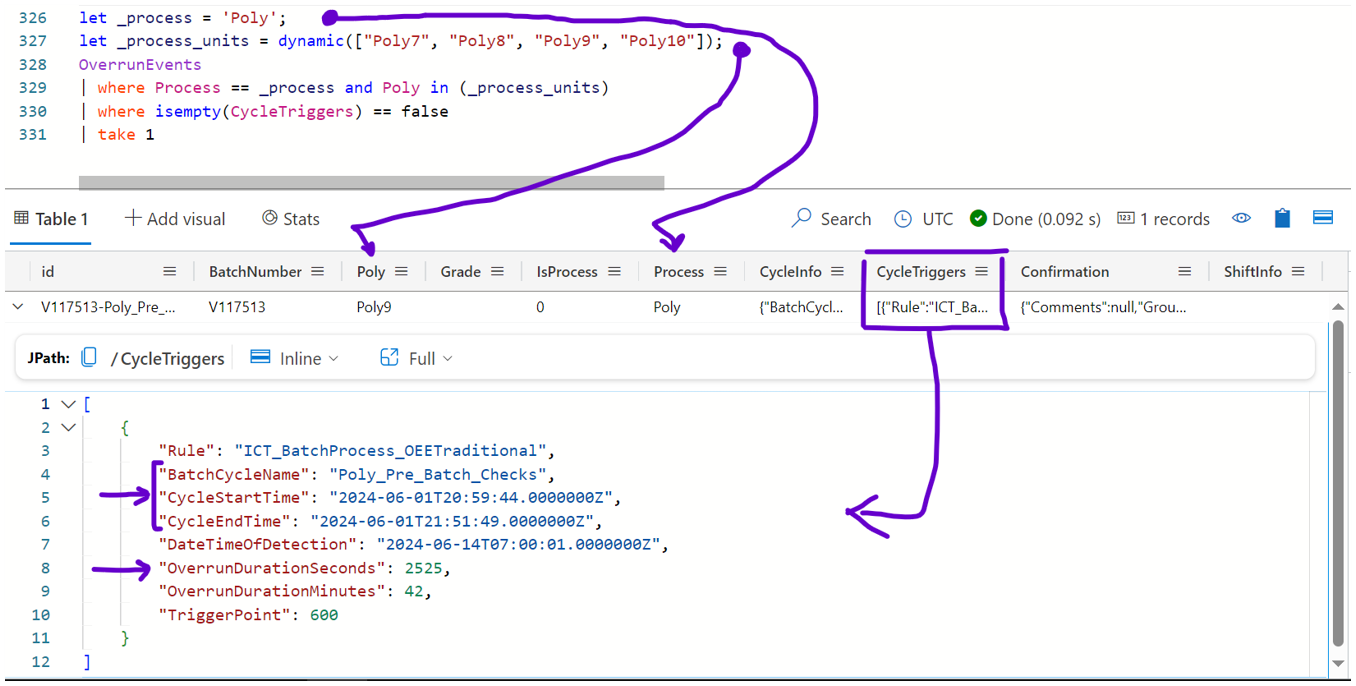 326 let _process = 'Poly';
327 let _process_units = dynamic(["Poly7", "Poly8", "Poly9", "Poly10"]);
328 OverrunEvents
329 | where Process == _process and Poly in (_process_units)
330 | where isempty(CycleTriggers) == false
331 | take 1
Table 1 Add visual Stats Search UTC Done (0.092 s) 123 1 records
id BatchNumber Poly Grade IsProcess Process CycleInfo CycleTriggers Confirmation ShiftInfo
V117513-Poly_Pre_... V117513 Poly9 0 Poly {"BatchCycl... [{"Rule":"ICT_Ba... {"Comments":null,"Grou...
JPath: /CycleTriggers Inline Full
1 [
2 {
3 "Rule": "ICT_BatchProcess_OEETraditional",
4 "BatchCycleName": "Poly_Pre_Batch_Checks",
5 "CycleStartTime": "2024-06-01T20:59:44.0000000Z",
6 "CycleEndTime": "2024-06-01T21:51:49.0000000Z",
7 "DateTimeOfDetection": "2024-06-14T07:00:01.0000000Z",
8 "OverrunDurationSeconds": 2525,
9 "OverrunDurationMinutes": 42,
10 "TriggerPoint": 600
11 }
12 ]